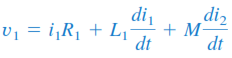 v₁ = i₁R₁ + L₁ di₁/dt + M di₂/dt